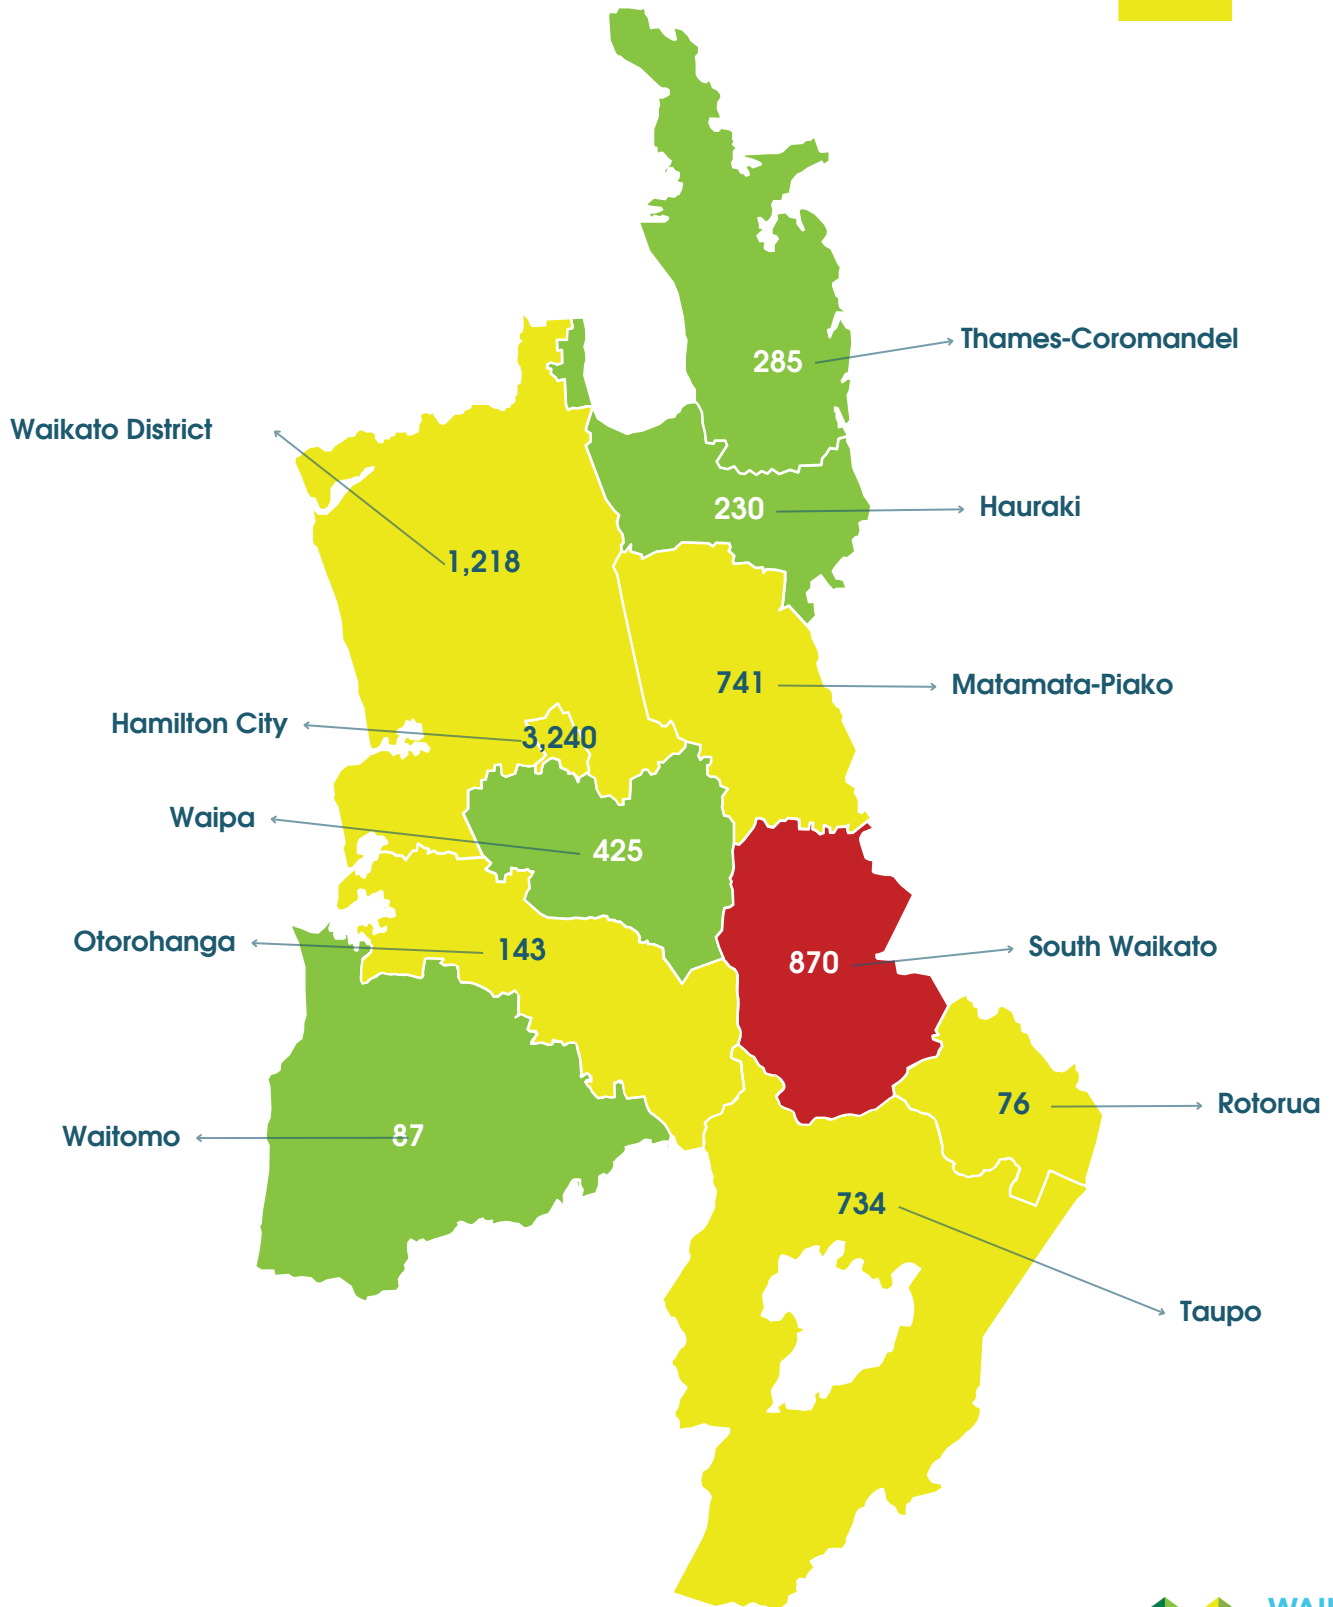 Thames-Coromandel
285
Waikato District
Hauraki
230
1,218
741
Matamata-Piako
Hamilton City
3,240
Waipa
425
Otorohanga
143
South Waikato
870
76
Rotorua
Waitomo
87
734
Taupo